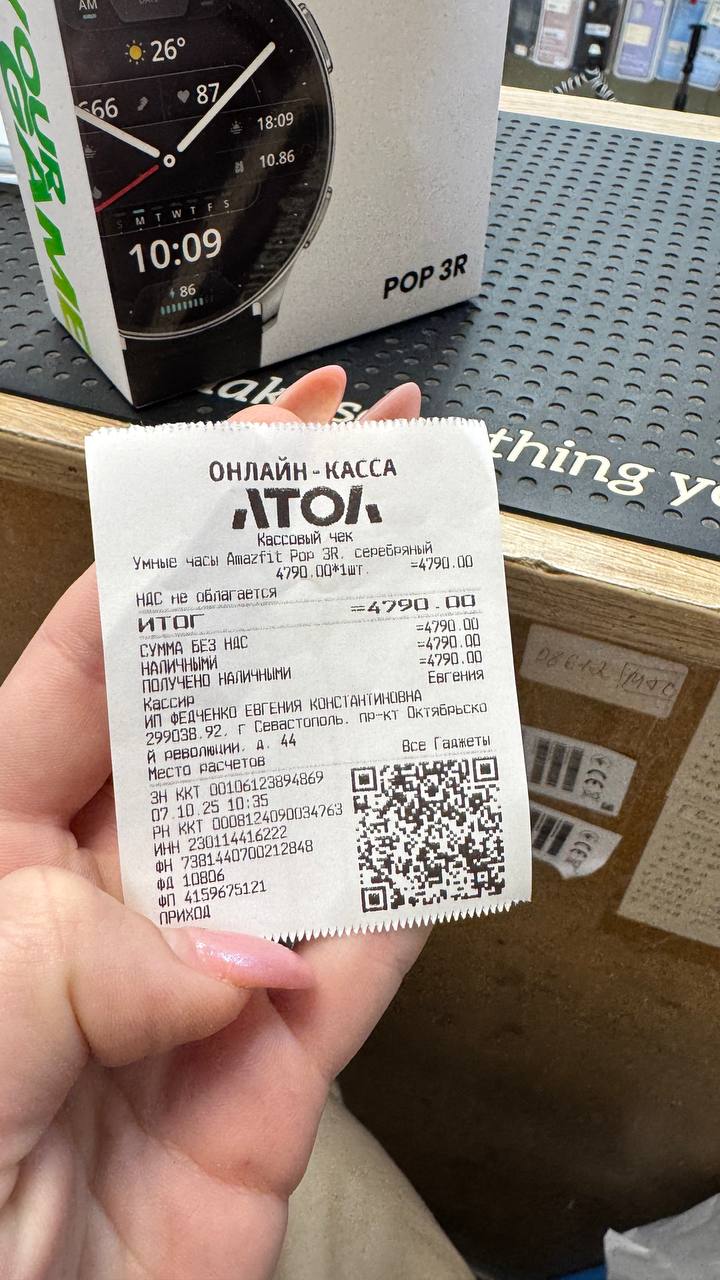 YOUR
GAME
AM
26°
666
87
18:09
10.86
S M T W T F S
10:09
86
POP 3R
thing yo
ОНЛАЙН-КАССА
АТОЛ
Кассовый чек
Умные часы Amazfit Pop 3R, серебряный
4790.00*1шт. =4790.00
НДС не облагается
ИТОГ =4790.00
СУММА БЕЗ НДС =4790.00
НАЛИЧНЫМИ =4790.00
ПОЛУЧЕНО НАЛИЧНЫМИ =4790.00
Кассир Евгения
ИП ФЕДЧЕНКО ЕВГЕНИЯ КОНСТАНТИНОВНА
299038,92, г Севастополь, пр-кт Октябрьско
й революции, д. 44
Место расчетов Все Гаджеты
ЗН ККТ 00106123894869
07.10.25 10:35
РН ККТ 0008124090034763
ИНН 230114416222
ФН 7381440700212848
ФД 10806
ФП 4159675121
ПРИХОД